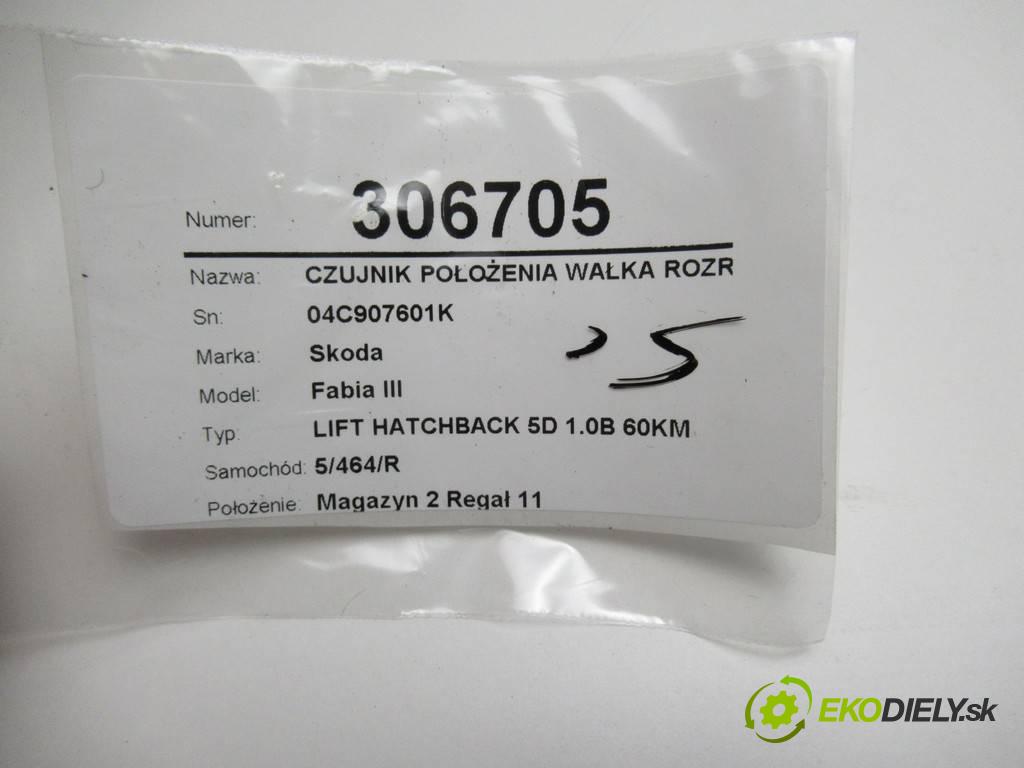 Numer: 306705
Nazwa: CZUJNIK POŁOŻENIA WAŁKA ROZR
Sn: 04C907601K
Marka: Skoda
Model: Fabia III
Typ: LIFT HATCHBACK 5D 1.0B 60KM
Samochód: 5/464/R
Położenie: Magazyn 2 Regał 11
EKODIELY.sk